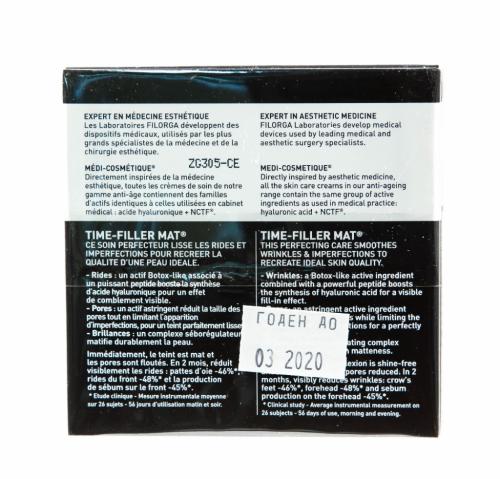 EXPERT EN MÉDECINE ESTHÉTIQUE
Les Laboratoires FILORGA développent des
dispositifs médicaux, utilisés par les plus
grands spécialistes de la médecine et de la
chirurgie esthétique.
ZG305-CE
MÉDI-COSMÉTIQUE®
Directement inspirées de la médecine
esthétique, toutes les crèmes de soin de notre
gamme anti-âge contiennent des familles
d'actifs identiques à celles utilisées en cabinet
médical : acide hyaluronique + NCTF®.
TIME-FILLER MAT®
CE SOIN PERFECTEUR LISSE LES RIDES ET
IMPERFECTIONS POUR RECRÉER LA
QUALITÉ D'UNE PEAU IDÉALE.
- Rides : un actif Botox-like associé à
un puissant peptide booste la synthèse
d'acide hyaluronique pour un effet
de comblement visible.
- Pores : un actif astringent réduit la taille des
pores tout en limitant l'apparition
d'imperfections, pour un teint parfaitement lisse.
- Brillances : un complexe séborégulateur
matifie durablement la peau.
Immédiatement, le teint est mat et
les pores sont floutés. En 2 mois, réduit
visiblement les rides : pattes d'oie -46%*,
rides du front -48%* et la production
de sébum sur le front -45%*.
* Etude clinique - Mesure instrumentale moyenne
sur 26 sujets - 56 jours d'utilisation matin et soir.
EXPERT IN AESTHETIC MEDICINE
FILORGA Laboratories develop medical
devices used by leading medical and
aesthetic surgery specialists.
MEDI-COSMETIQUE®
Directly inspired by aesthetic medicine,
all the skin care creams in our anti-ageing
range contain the same group of active
ingredients as used in medical practice:
hyaluronic acid + NCTF®.
TIME-FILLER MAT®
THIS PERFECTING CARE SMOOTHES
WRINKLES & IMPERFECTIONS TO
RECREATE IDEAL SKIN QUALITY.
- Wrinkles: a Botox-like active ingredient
combined with a powerful peptide boosts
the synthesis of hyaluronic acid for a visible
fill-in effect.
an astringent active ingredient
while limiting the
for a perfectly
complex
matteness.
is shine-free
pores reduced. In 2
months, visibly reduces wrinkles: crow's
feet -46%*, forehead -48%* and sebum
production on the forehead -45%*.
* Clinical study - Average instrumental measurement on
26 subjects - 56 days of use, morning and evening.
ГОДЕН ДО
03 2020